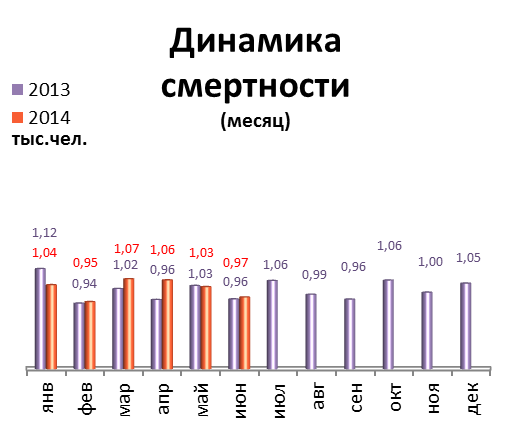 Динамика
смертности
(месяц)
2013
2014
тыс.чел.
1,12
1,04
0,95
0,94
1,07
1,02
1,06
0,96
1,03
1,03
0,97
0,96
1,06
0,99
0,96
1,06
1,00
1,05
янв
фев
мар
апр
май
июн
июл
авг
сен
окт
ноя
дек